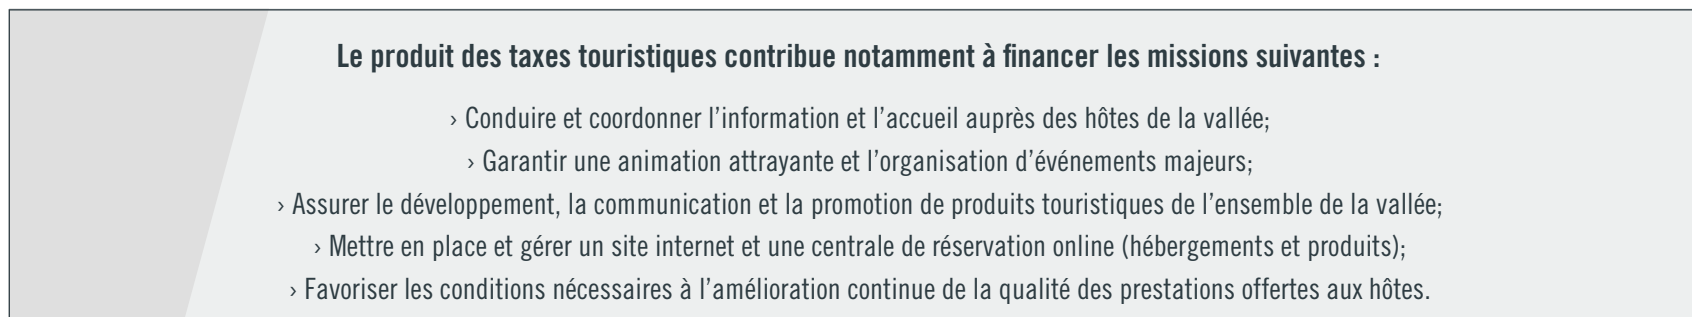 Le produit des taxes touristiques contribue notamment à financer les missions suivantes :
› Conduire et coordonner l’information et l’accueil auprès des hôtes de la vallée;
› Garantir une animation attrayante et l’organisation d’événements majeurs;
› Assurer le développement, la communication et la promotion de produits touristiques de l’ensemble de la vallée;
› Mettre en place et gérer un site internet et une centrale de réservation online (hébergements et produits);
› Favoriser les conditions nécessaires à l’amélioration continue de la qualité des prestations offertes aux hôtes.